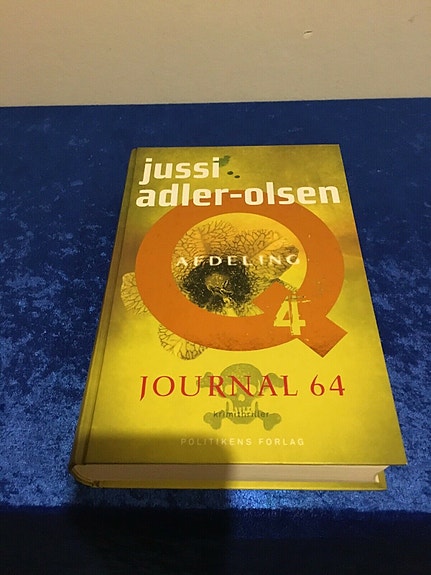 jussi
adler-olsen
Q
AFDELING
4
JOURNAL 64
krimithriller
POLITIKENS FORLAG